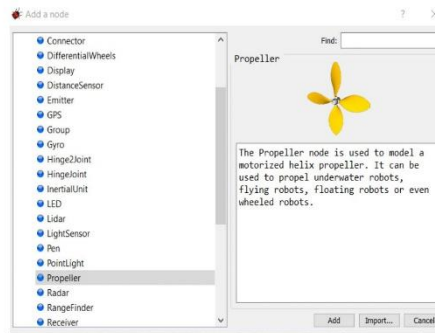 Add a node
Find:
Connector
DifferentialWheels
Display
DistanceSensor
Emitter
GPS
Group
Gyro
Hinge2Joint
HingeJoint
InertialUnit
LED
Lidar
LightSensor
Pen
PointLight
Propeller
Radar
RangeFinder
Receiver
Propeller
The Propeller node is used to model a
motorized helix propeller. It can be
used to propel underwater robots,
flying robots, floating robots or even
wheeled robots.
Add
Import...
Cancel